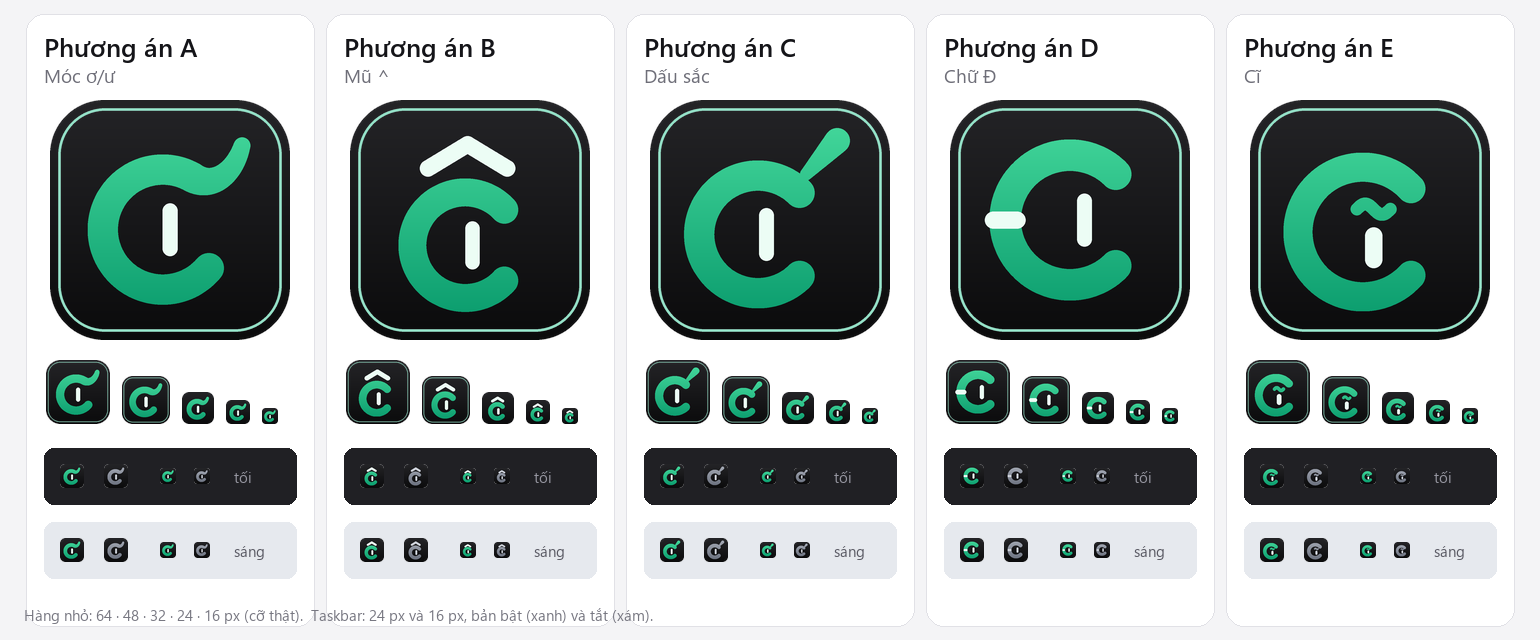 Phương án A
Móc ơ/ư
tối
sáng
Phương án B
Mũ ^
tối
sáng
Phương án C
Dấu sắc
tối
sáng
Phương án D
Chữ Đ
tối
sáng
Phương án E
Cĩ
tối
sáng
Hàng nhỏ: 64 · 48 · 32 · 24 · 16 px (cỡ thật).  Taskbar: 24 px và 16 px, bản bật (xanh) và tắt (xám).